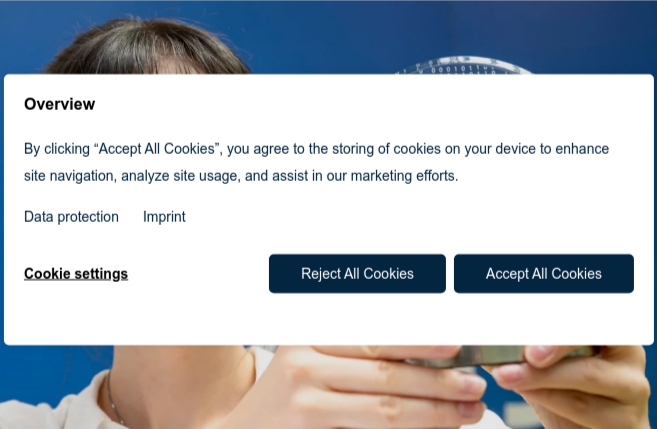 Overview
By clicking “Accept All Cookies”, you agree to the storing of cookies on your device to enhance
site navigation, analyze site usage, and assist in our marketing efforts.
Data protection Imprint
Cookie settings Reject All Cookies Accept All Cookies